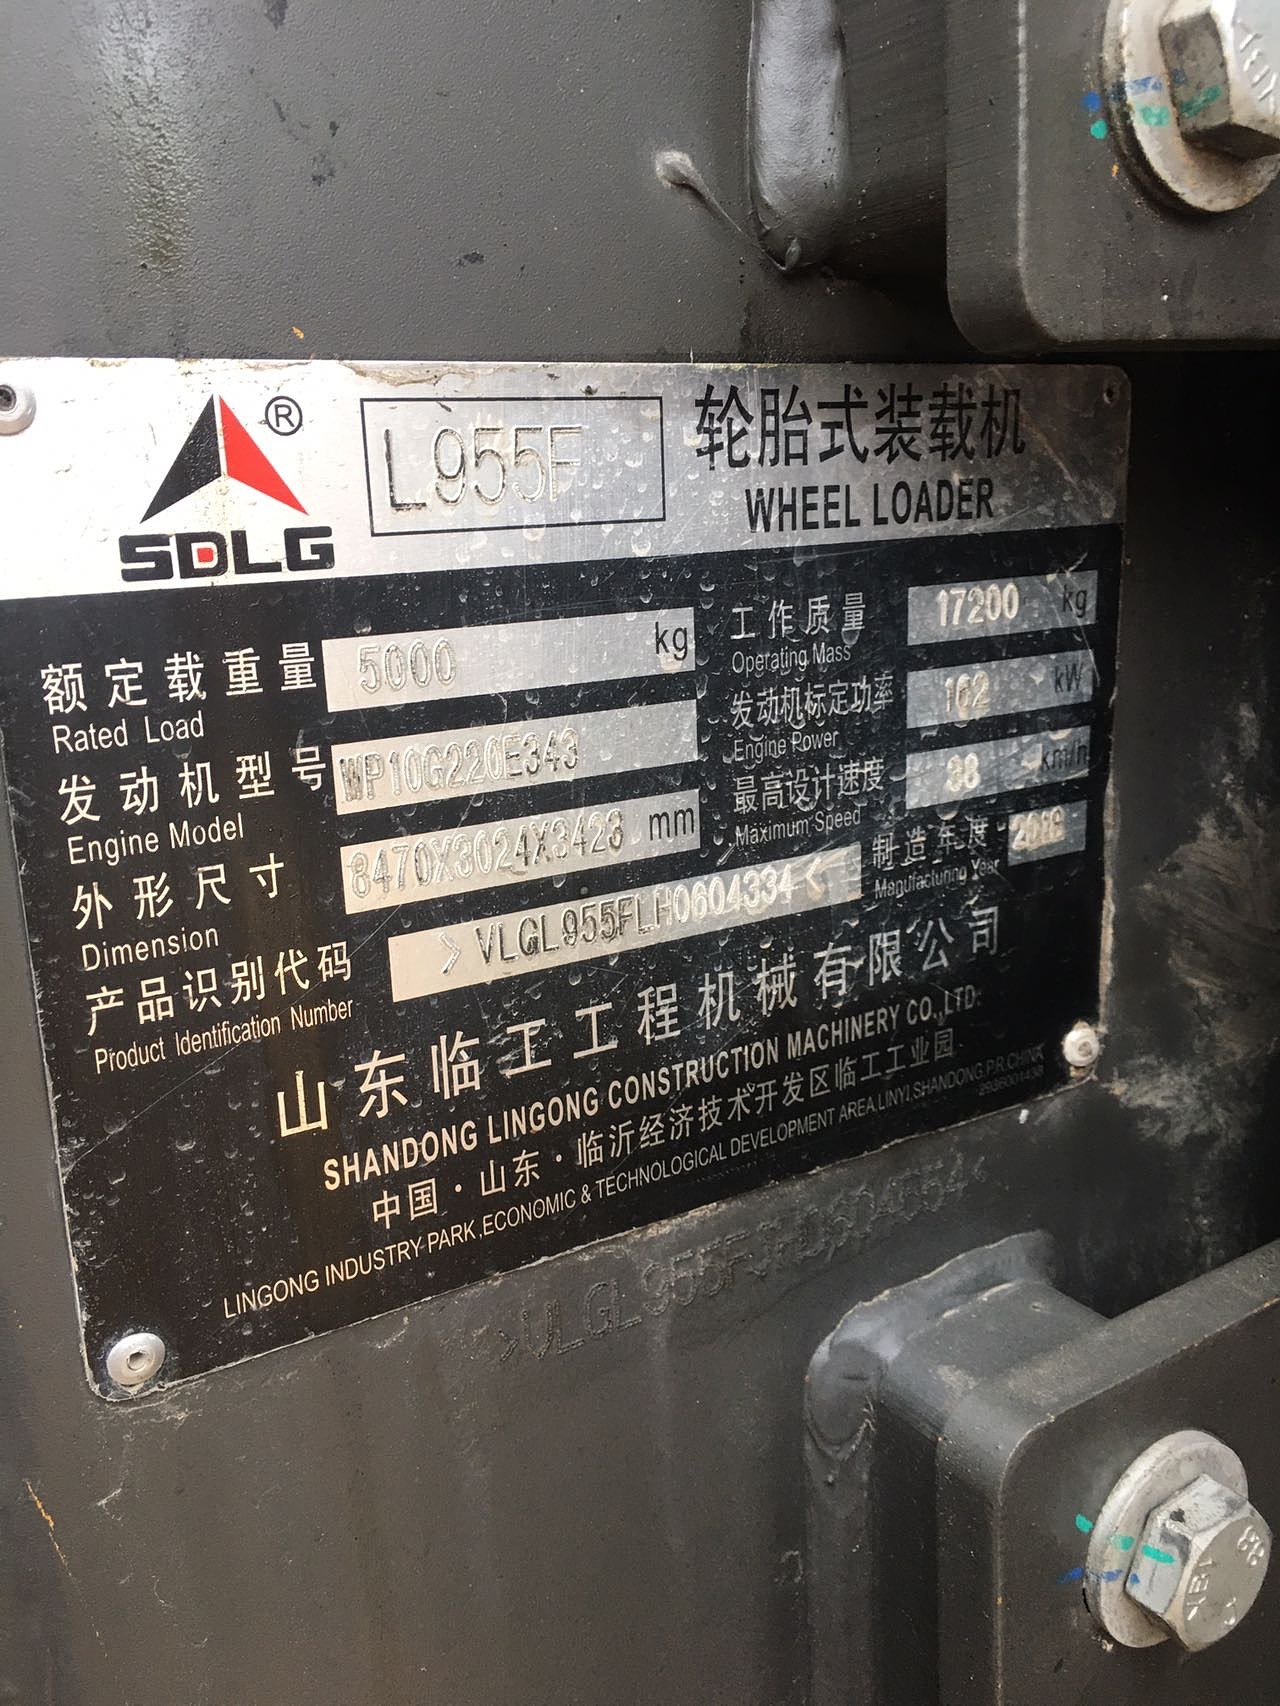 SDLG ®
L955F
轮胎式装载机
WHEEL LOADER
额定载重量 5000 kg
Rated Load
工作质量 17200 kg
Operating Mass
发动机型号 WP10G220E343
Engine Model
发动机标定功率 162 kW
Engine Power
外形尺寸 8470X3024X3423 mm
Dimension
最高设计速度 38 km/h
Maximum Speed
产品识别代码 >VLGL955FLH0604334<
Product Identification Number
制造年度
Manufacturing Year
山东临工工程机械有限公司
SHANDONG LINGONG CONSTRUCTION MACHINERY CO.,LTD.
中国·山东·临沂经济技术开发区临工工业园
LINGONG INDUSTRY PARK,ECONOMIC & TECHNOLOGICAL DEVELOPMENT AREA,LINYI,SHANDONG,P.R.CHINA